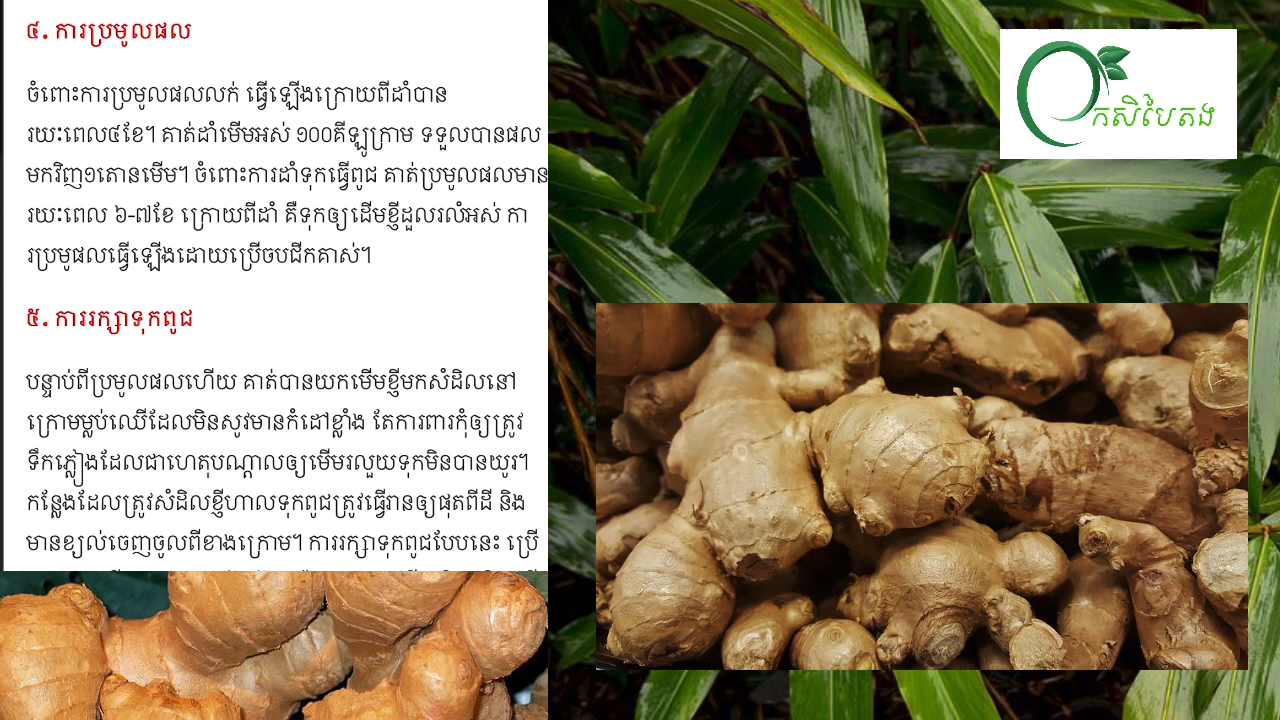 ៤. ការប្រមូលផល
ចំពោះការប្រមូលផលលក់ ធ្វើឡើងក្រោយពីដាំបាន
រយៈពេល៤ខែ។ គាត់ដាំមើមអស់ ១០០គីឡូក្រាម ទទួលបានផល
មកវិញ១តោនមើម។ ចំពោះការដាំទុកធ្វើពូជ គាត់ប្រមូលផលមាន
រយៈពេល ៦-៧ខែ ក្រោយពីដាំ គឺទុកឲ្យដើមខ្ញីដួលរលំអស់ កា
រប្រមូផលធ្វើឡើងដោយប្រើចបជីកគាស់។
៥. ការរក្សាទុកពូជ
បន្ទាប់ពីប្រមូលផលហើយ គាត់បានយកមើមខ្ញីមកសំដិលនៅ
ក្រោមម្លប់ឈើដែលមិនសូវមានកំដៅខ្លាំង តែការពារកុំឲ្យត្រូវ
ទឹកភ្លៀងដែលជាហេតុបណ្តាលឲ្យមើមរលួយទុកមិនបានយូរ។
កន្លែងដែលត្រូវសំដិលខ្ញីហាលទុកពូជត្រូវធ្វើរានឲ្យផុតពីដី និង
មានខ្យល់ចេញចូលពីខាងក្រោម។ ការរក្សាទុកពូជបែបនេះ ប្រើ
កសិបៃតង